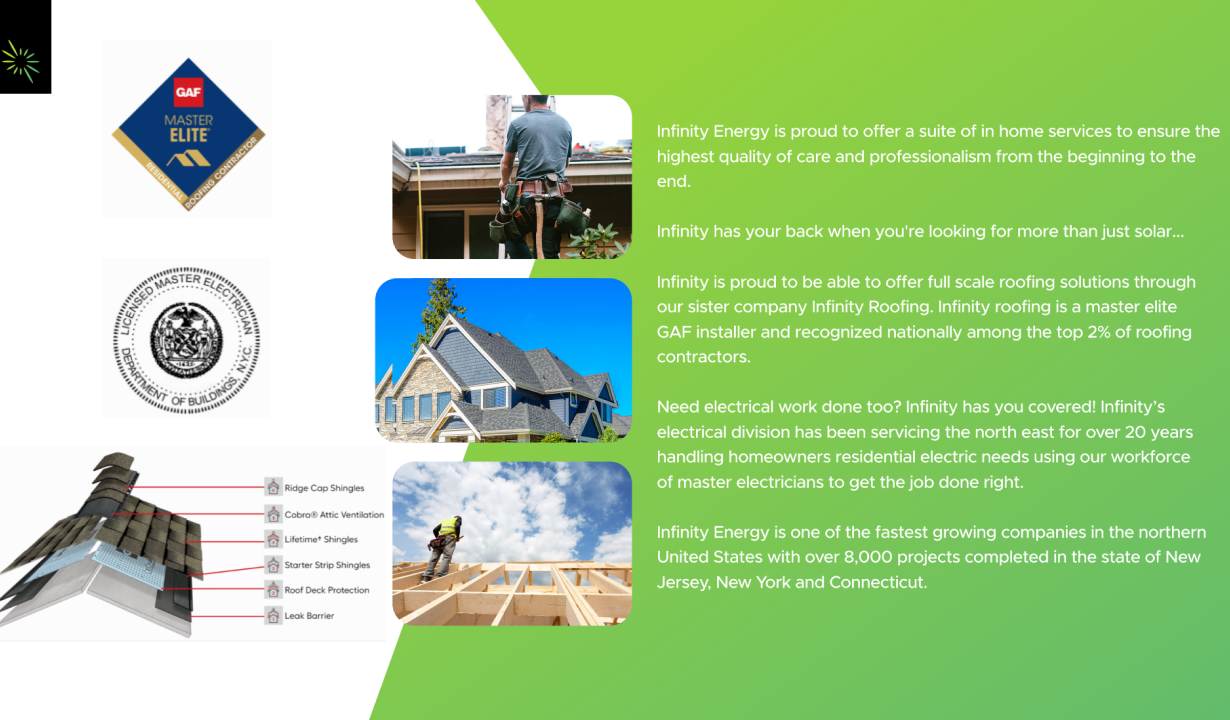 GAF
MASTER
ELITE
RESIDENTIAL
ROOFING CONTRACTOR
LICENSED MASTER ELECTRICIAN
DEPARTMENT OF BUILDINGS, N.Y.C.
Ridge Cap Shingles
Cobra® Attic Ventilation
Lifetime† Shingles
Starter Strip Shingles
Roof Deck Protection
Leak Barrier
Infinity Energy is proud to offer a suite of in home services to ensure the
highest quality of care and professionalism from the beginning to the
end.
Infinity has your back when you're looking for more than just solar...
Infinity is proud to be able to offer full scale roofing solutions through
our sister company Infinity Roofing. Infinity roofing is a master elite
GAF installer and recognized nationally among the top 2% of roofing
contractors.
Need electrical work done too? Infinity has you covered! Infinity’s
electrical division has been servicing the north east for over 20 years
handling homeowners residential electric needs using our workforce
of master electricians to get the job done right.
Infinity Energy is one of the fastest growing companies in the northern
United States with over 8,000 projects completed in the state of New
Jersey, New York and Connecticut.